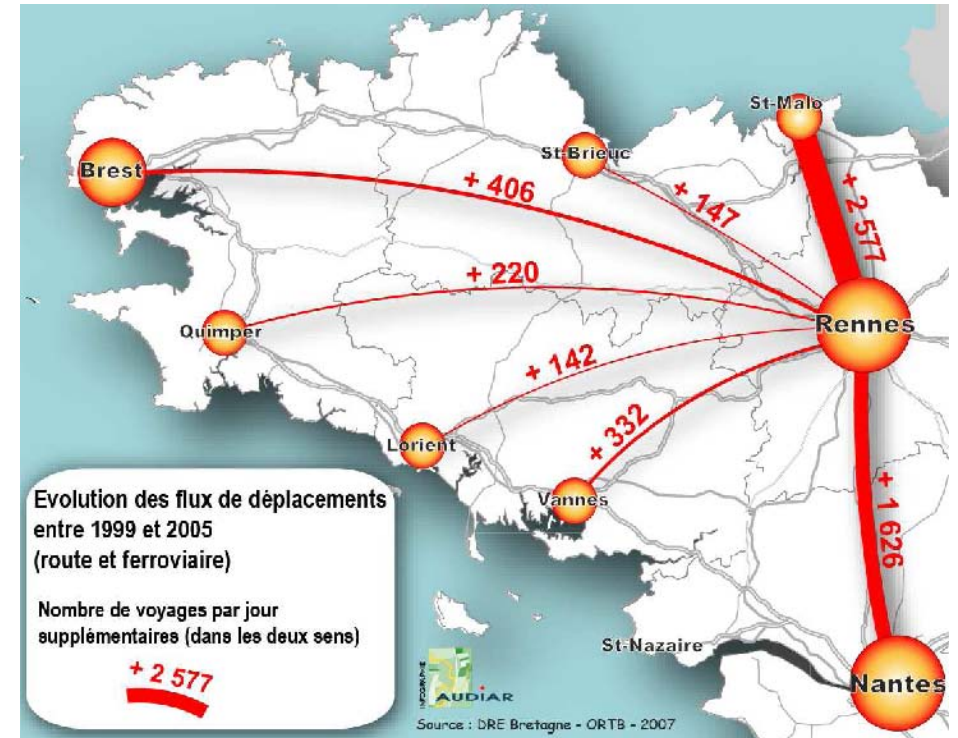 St-Malo
St-Brieuc
Brest
+ 406
+ 147
+ 2 577
+ 220
Rennes
Quimper
+ 142
Lorient
+ 332
Vannes
+ 1 626
Evolution des flux de déplacements
entre 1999 et 2005
(route et ferroviaire)
Nombre de voyages par jour
supplémentaires (dans les deux sens)
+ 2 577
St-Nazaire
Nantes
INFOGRAPHIE
AUDIAR
Source : DRE Bretagne - ORTB - 2007